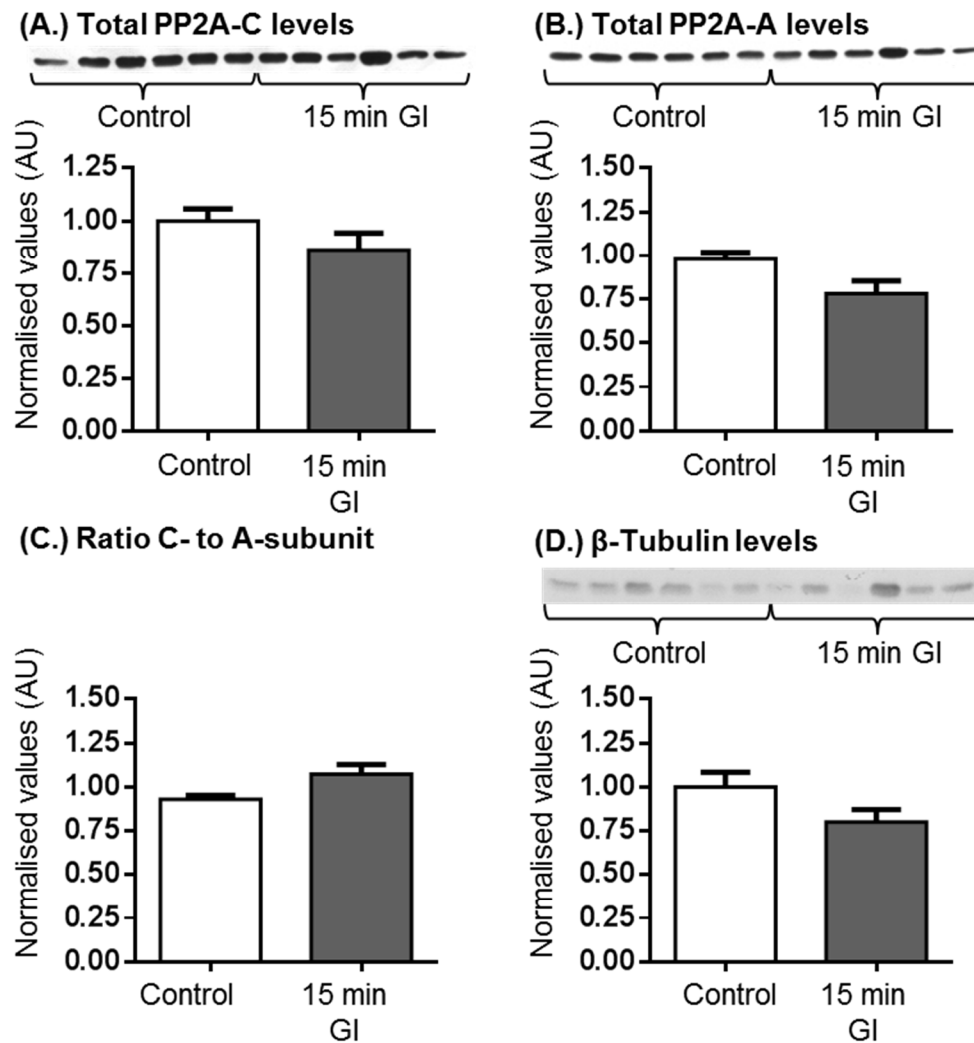 (A.) Total PP2A-C levels
Control
15 min GI
Normalised values (AU)
1.25
1.00
0.75
0.50
0.25
0.00
Control
15 min
GI
(B.) Total PP2A-A levels
Control
15 min GI
Normalised values (AU)
1.50
1.25
1.00
0.75
0.50
0.25
0.00
Control
15 min
GI
(C.) Ratio C- to A-subunit
Normalised values (AU)
1.50
1.25
1.00
0.75
0.50
0.25
0.00
Control
15 min
GI
(D.) β-Tubulin levels
Control
15 min GI
Normalised values (AU)
1.50
1.25
1.00
0.75
0.50
0.25
0.00
Control
15 min
GI